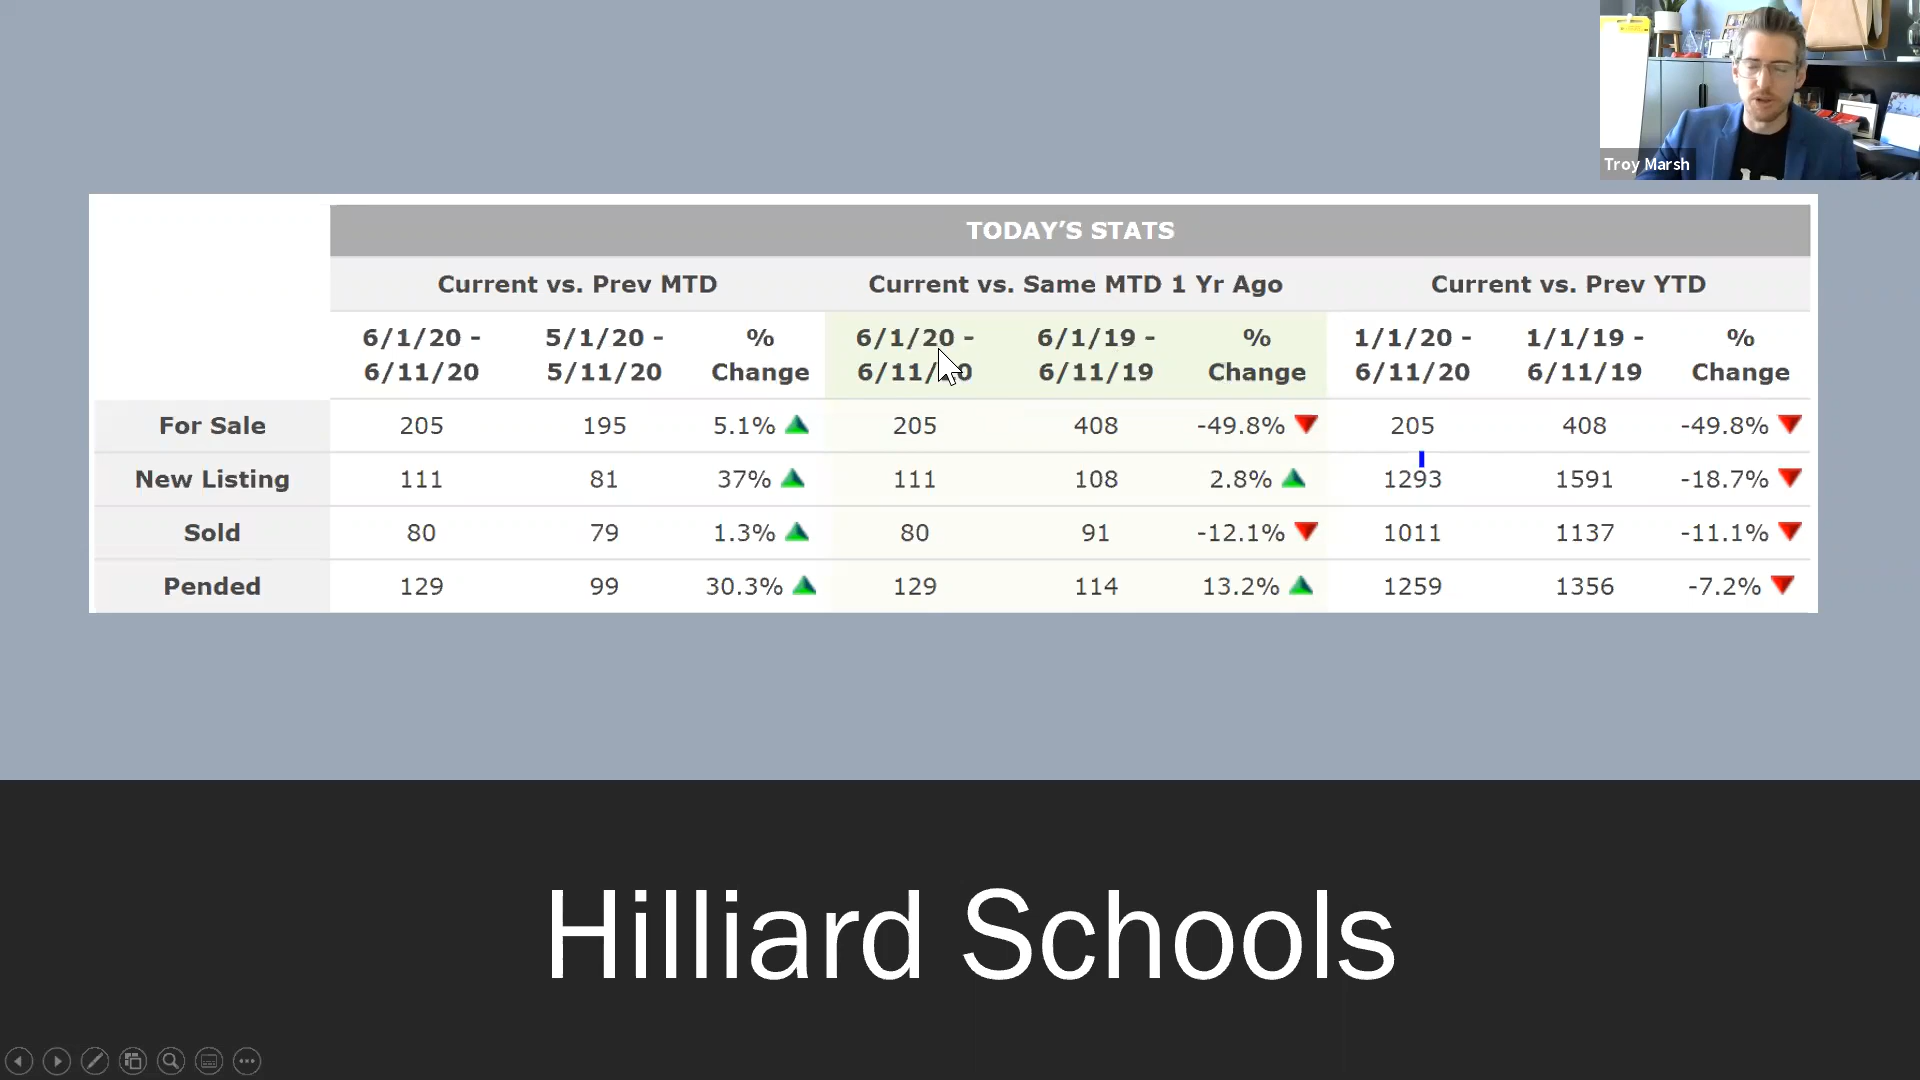 Troy Marsh
TODAY’S STATS
Current vs. Prev MTD Current vs. Same MTD 1 Yr Ago Current vs. Prev YTD
6/1/20 - 5/1/20 - % 6/1/20 - 6/1/19 - % 1/1/20 - 1/1/19 - %
6/11/20 5/11/20 Change 6/11/20 6/11/19 Change 6/11/20 6/11/19 Change
For Sale 205 195 5.1% 205 408 -49.8% 205 408 -49.8%
New Listing 111 81 37% 111 108 2.8% 1293 1591 -18.7%
Sold 80 79 1.3% 80 91 -12.1% 1011 1137 -11.1%
Pended 129 99 30.3% 129 114 13.2% 1259 1356 -7.2%
Hilliard Schools